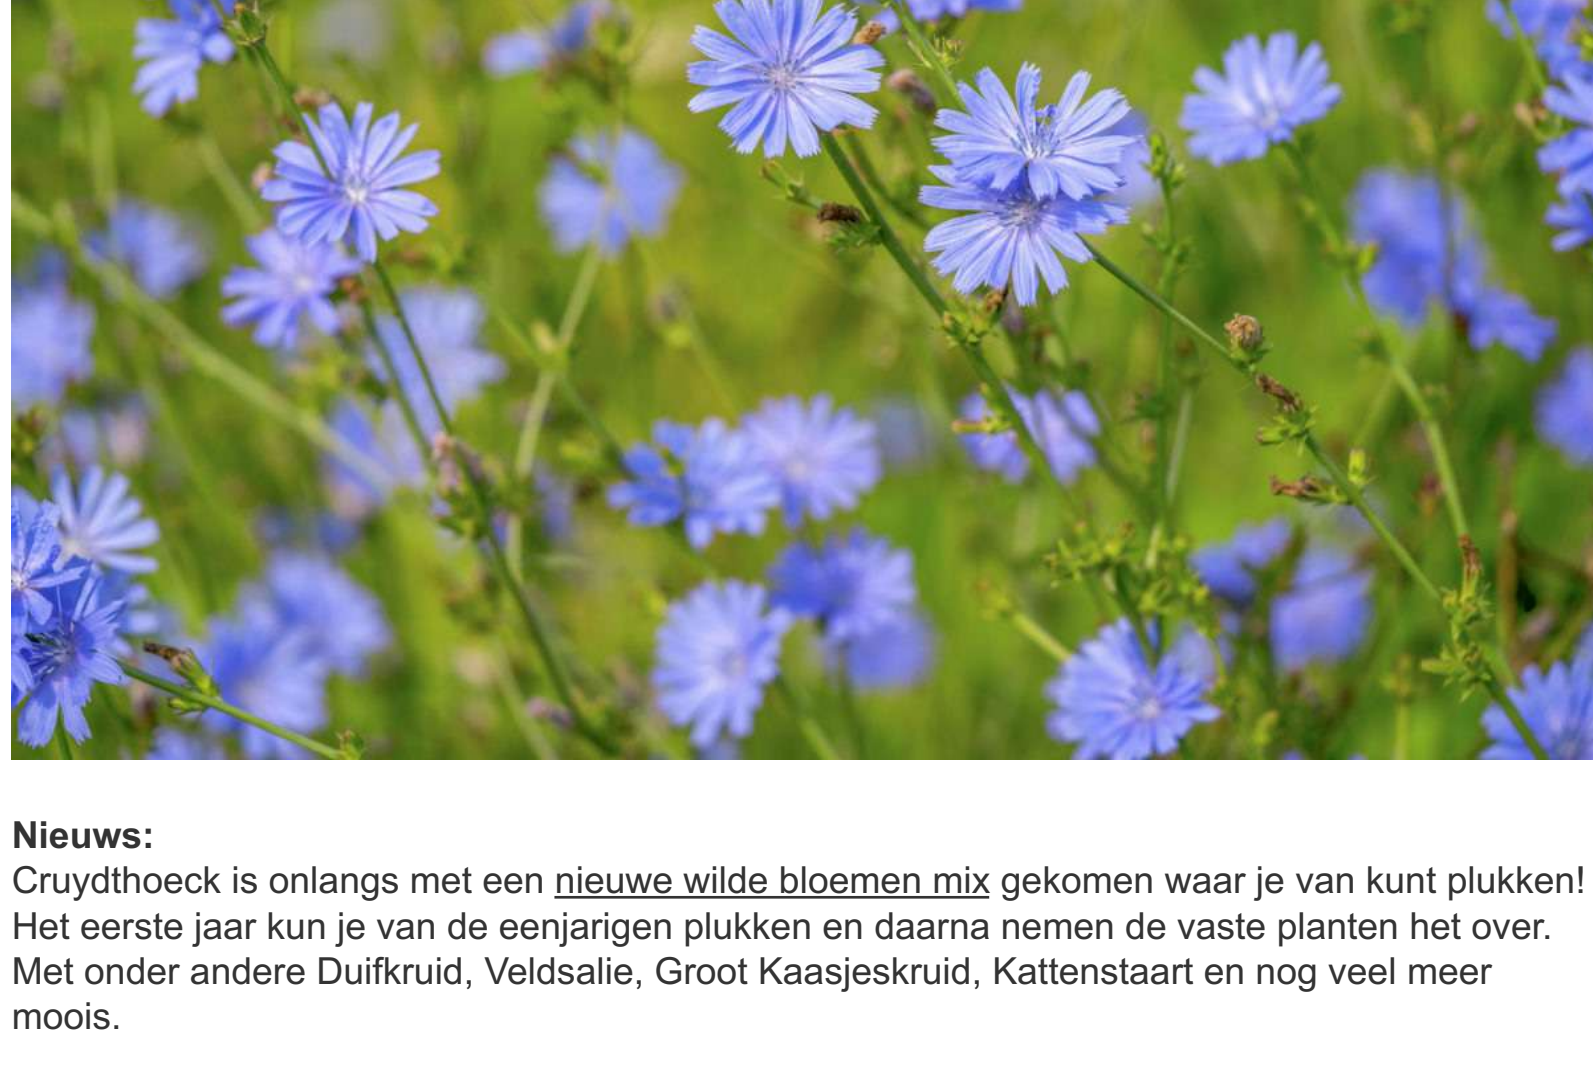 Nieuws:
Cruydthoeck is onlangs met een nieuwe wilde bloemen mix gekomen waar je van kunt plukken!
Het eerste jaar kun je van de eenjarigen plukken en daarna nemen de vaste planten het over.
Met onder andere Duifkruid, Veldsalie, Groot Kaasjeskruid, Kattenstaart en nog veel meer
moois.